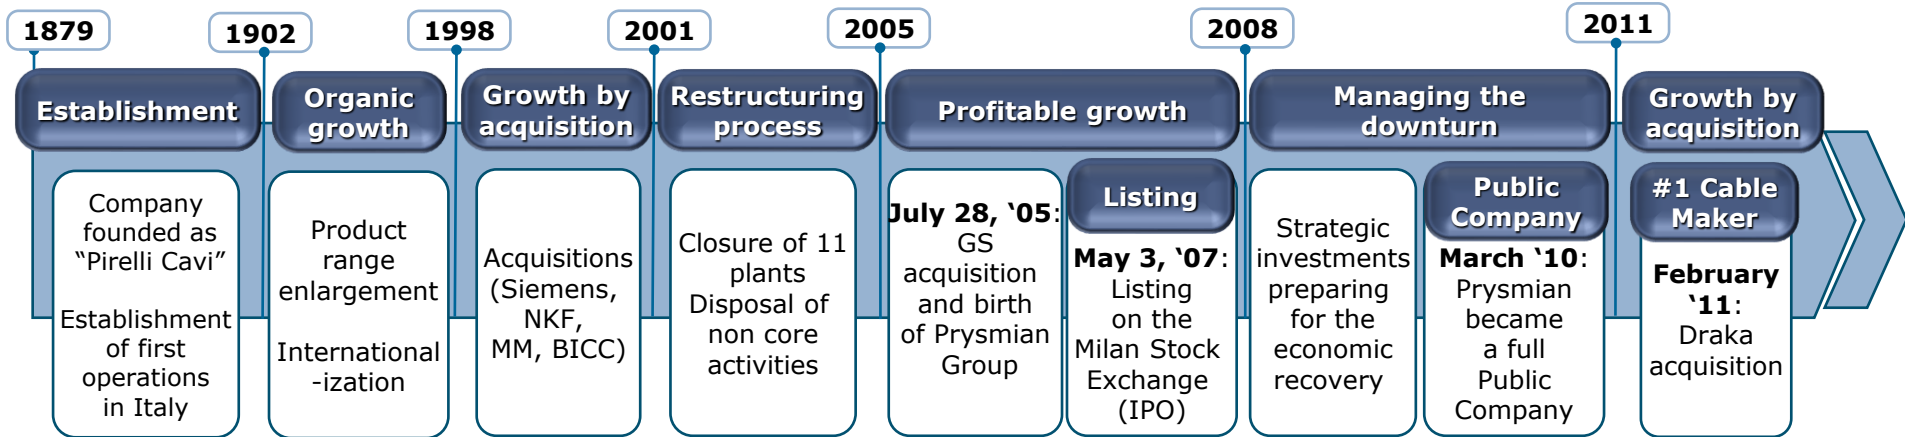 1879
1902
1998
2001
2005
2008
2011
Establishment
Organic
growth
Growth by
acquisition
Restructuring
process
Profitable growth
Managing the
downturn
Growth by
acquisition
Company
founded as
“Pirelli Cavi”
Establishment
of first
operations
in Italy
Product
range
enlargement
International
-ization
Acquisitions
(Siemens,
NKF,
MM, BICC)
Closure of 11
plants
Disposal of
non core
activities
July 28, ‘05:
GS
acquisition
and birth
of Prysmian
Group
Listing
May 3, ‘07:
Listing
on the
Milan Stock
Exchange
(IPO)
Strategic
investments
preparing
for the
economic
recovery
Public
Company
March ‘10:
Prysmian
became
a full
Public
Company
#1 Cable
Maker
February
‘11:
Draka
acquisition